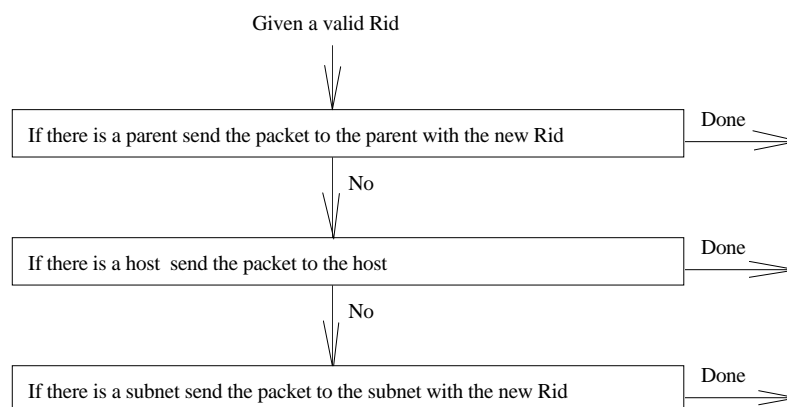 Given a valid Rid
If there is a parent send the packet to the parent with the new Rid
Done
No
If there is a host send the packet to the host
Done
No
If there is a subnet send the packet to the subnet with the new Rid
Done